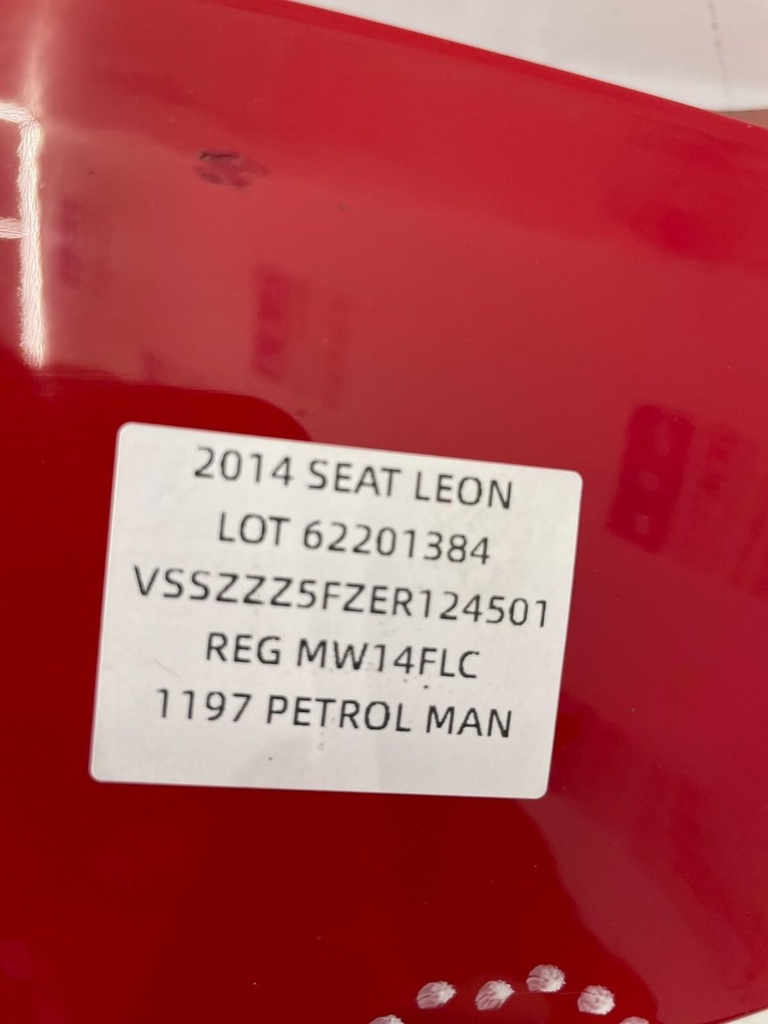 2014 SEAT LEON
LOT 62201384
VSSZZZ5FZER124501
REG MW14FLC
1197 PETROL MAN